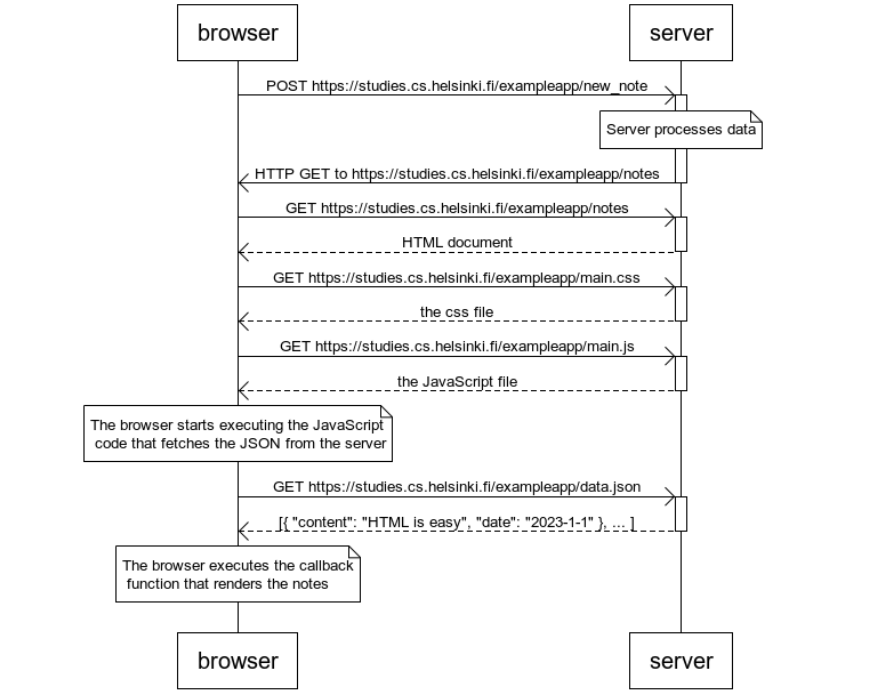 browser
server
POST https://studies.cs.helsinki.fi/exampleapp/new_note
Server processes data
HTTP GET to https://studies.cs.helsinki.fi/exampleapp/notes
GET https://studies.cs.helsinki.fi/exampleapp/notes
HTML document
GET https://studies.cs.helsinki.fi/exampleapp/main.css
the css file
GET https://studies.cs.helsinki.fi/exampleapp/main.js
the JavaScript file
The browser starts executing the JavaScript
code that fetches the JSON from the server
GET https://studies.cs.helsinki.fi/exampleapp/data.json
[{ "content": "HTML is easy", "date": "2023-1-1" }, ... ]
The browser executes the callback
function that renders the notes
browser
server